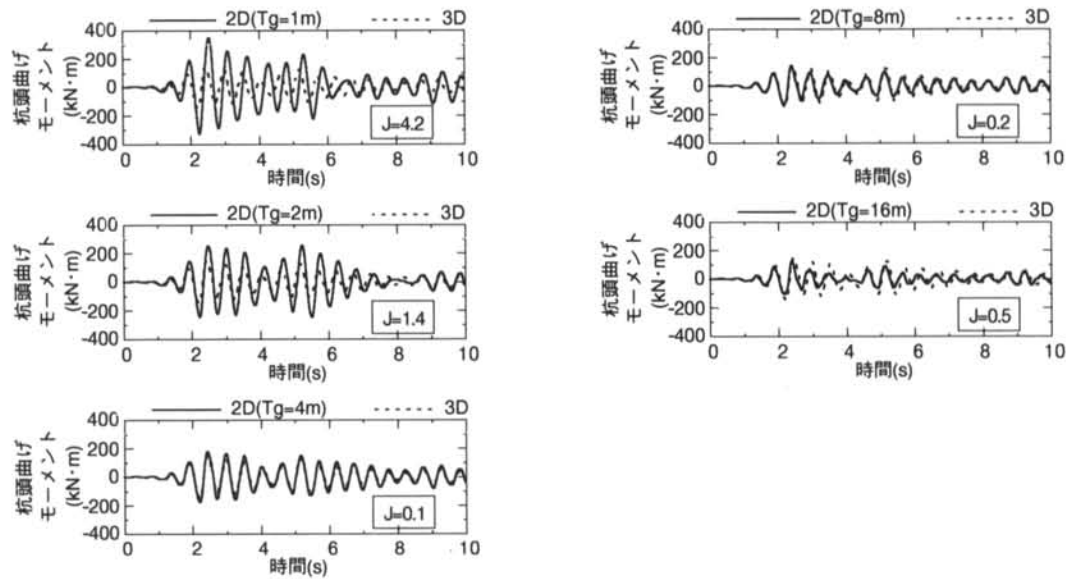 2D(Tg=1m) 3D
400
200
0
-200
-400
杭頭曲げ
モーメント
(kN・m)
J=4.2
0 2 4 6 8 10
時間(s)
2D(Tg=2m) 3D
400
200
0
-200
-400
杭頭曲げ
モーメント
(kN・m)
J=1.4
0 2 4 6 8 10
時間(s)
2D(Tg=4m) 3D
400
200
0
-200
-400
杭頭曲げ
モーメント
(kN・m)
J=0.1
0 2 4 6 8 10
時間(s)
2D(Tg=8m) 3D
400
200
0
-200
-400
杭頭曲げ
モーメント
(kN・m)
J=0.2
0 2 4 6 8 10
時間(s)
2D(Tg=16m) 3D
400
200
0
-200
-400
杭頭曲げ
モーメント
(kN・m)
J=0.5
0 2 4 6 8 10
時間(s)